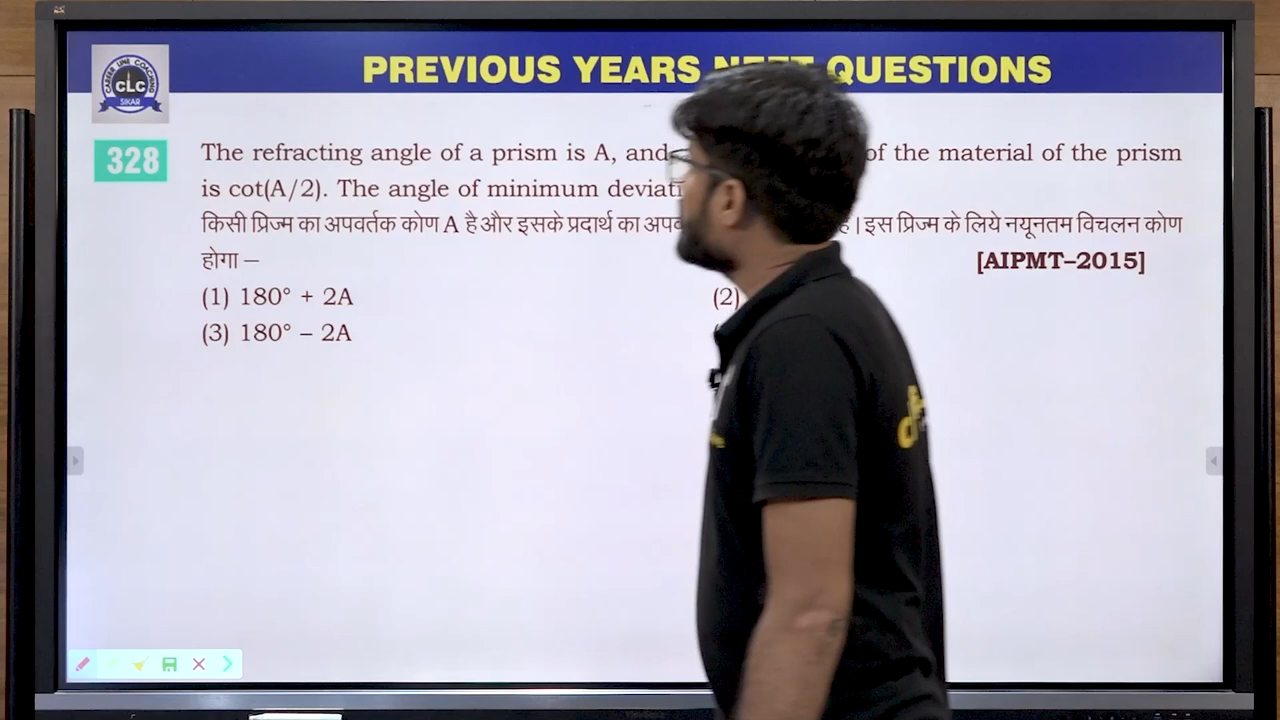 PREVIOUS YEARS NEET QUESTIONS
CAREER LINE COACHING
CLC
SIKAR
328
The refracting angle of a prism is A, and of the material of the prism
is cot(A/2). The angle of minimum
किसी प्रिज्म का अपवर्तक कोण A है और इसके प्रदार्थ का है । इस प्रिज्म के लिये नयूनतम विचलन कोण
होगा –
[AIPMT–2015]
(1) 180° + 2A
(2)
(3) 180° – 2A